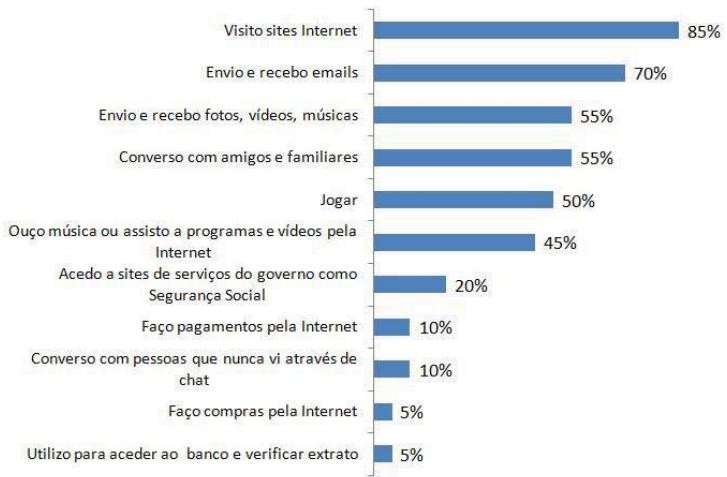 Visito sites Internet
85%
Envio e recebo emails
70%
Envio e recebo fotos, vídeos, músicas
55%
Converso com amigos e familiares
55%
Jogar
50%
Ouço música ou assisto a programas e vídeos pela
Internet
45%
Acedo a sites de serviços do governo como
Segurança Social
20%
Faço pagamentos pela Internet
10%
Converso com pessoas que nunca vi através de
chat
10%
Faço compras pela Internet
5%
Utilizo para aceder ao banco e verificar extrato
5%